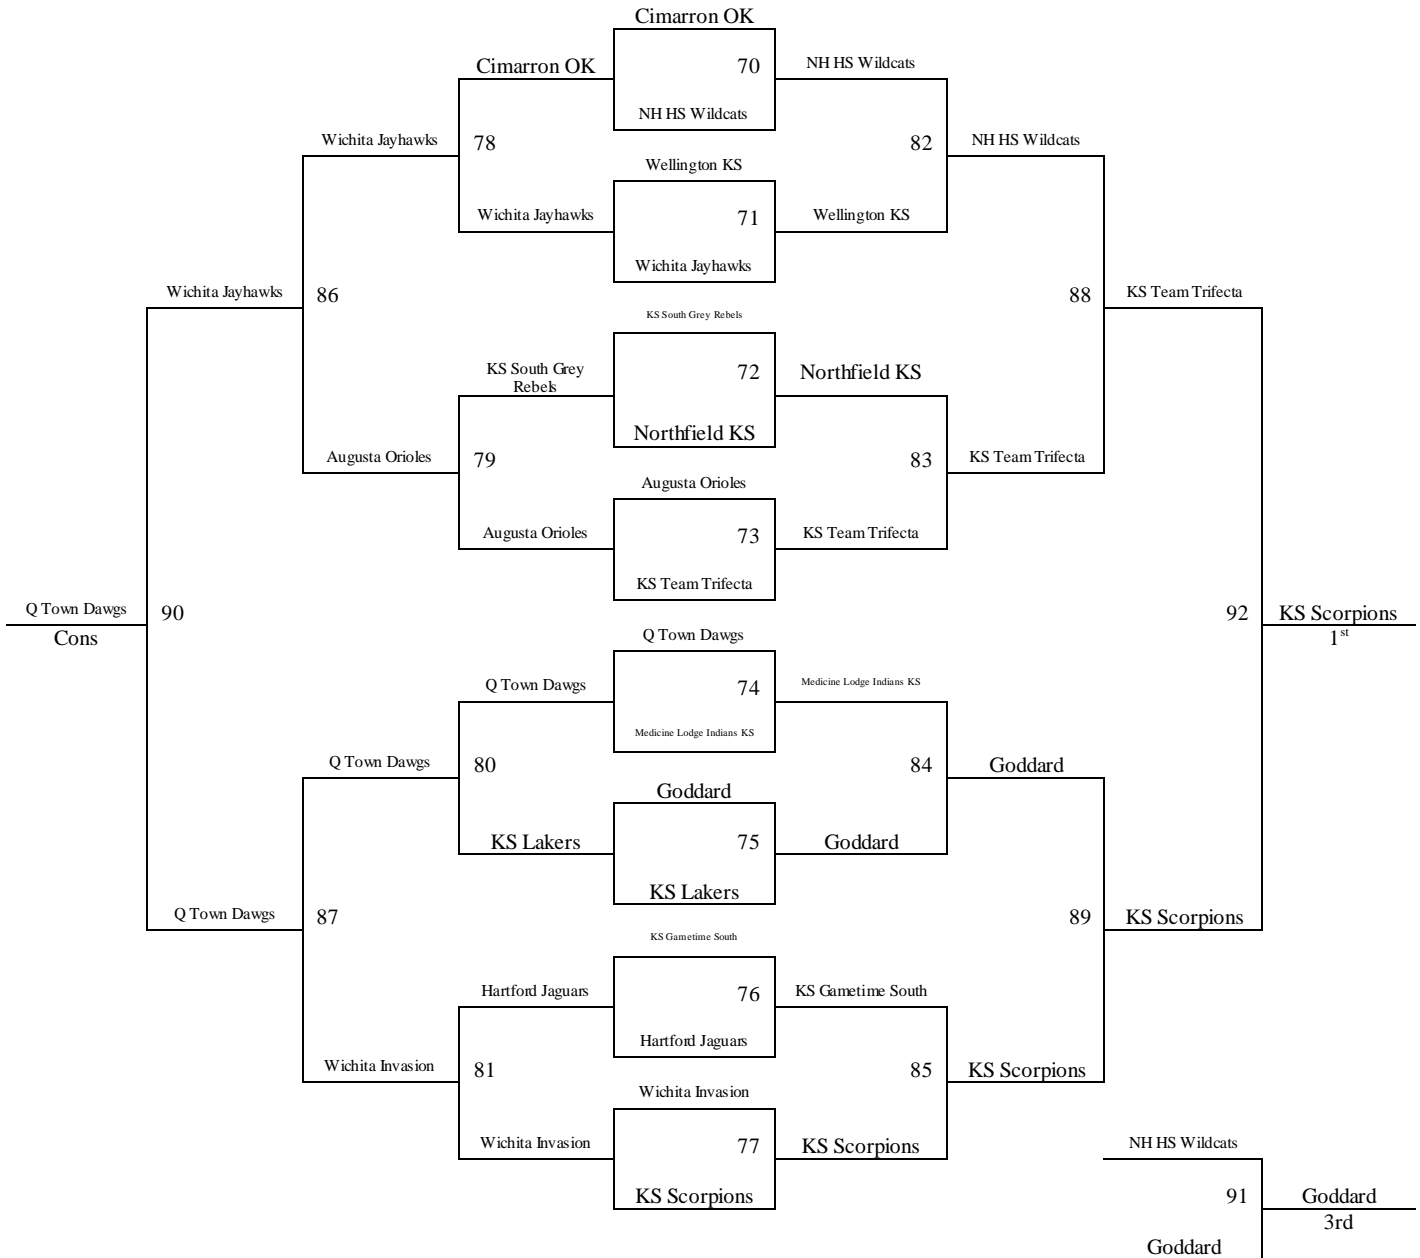 Cimarron OK
Cimarron OK
70
NH HS Wildcats
NH HS Wildcats
Wichita Jayhawks
78
82
NH HS Wildcats
Wellington KS
Wichita Jayhawks
71
Wellington KS
Wichita Jayhawks
Wichita Jayhawks
86
88
KS Team Trifecta
KS South Grey Rebels
KS South Grey
Rebels
72
Northfield KS
Northfield KS
Augusta Orioles
79
83
KS Team Trifecta
Augusta Orioles
Augusta Orioles
73
KS Team Trifecta
KS Team Trifecta
Q Town Dawgs
Cons
90
92
KS Scorpions
1st
Q Town Dawgs
Q Town Dawgs
74
Medicine Lodge Indians KS
Medicine Lodge Indians KS
Q Town Dawgs
80
84
Goddard
Goddard
KS Lakers
75
Goddard
KS Lakers
Q Town Dawgs
87
89
KS Scorpions
KS Gametime South
Hartford Jaguars
76
KS Gametime South
Hartford Jaguars
Wichita Invasion
81
85
KS Scorpions
Wichita Invasion
Wichita Invasion
77
KS Scorpions
KS Scorpions
NH HS Wildcats
91
Goddard
3rd
Goddard